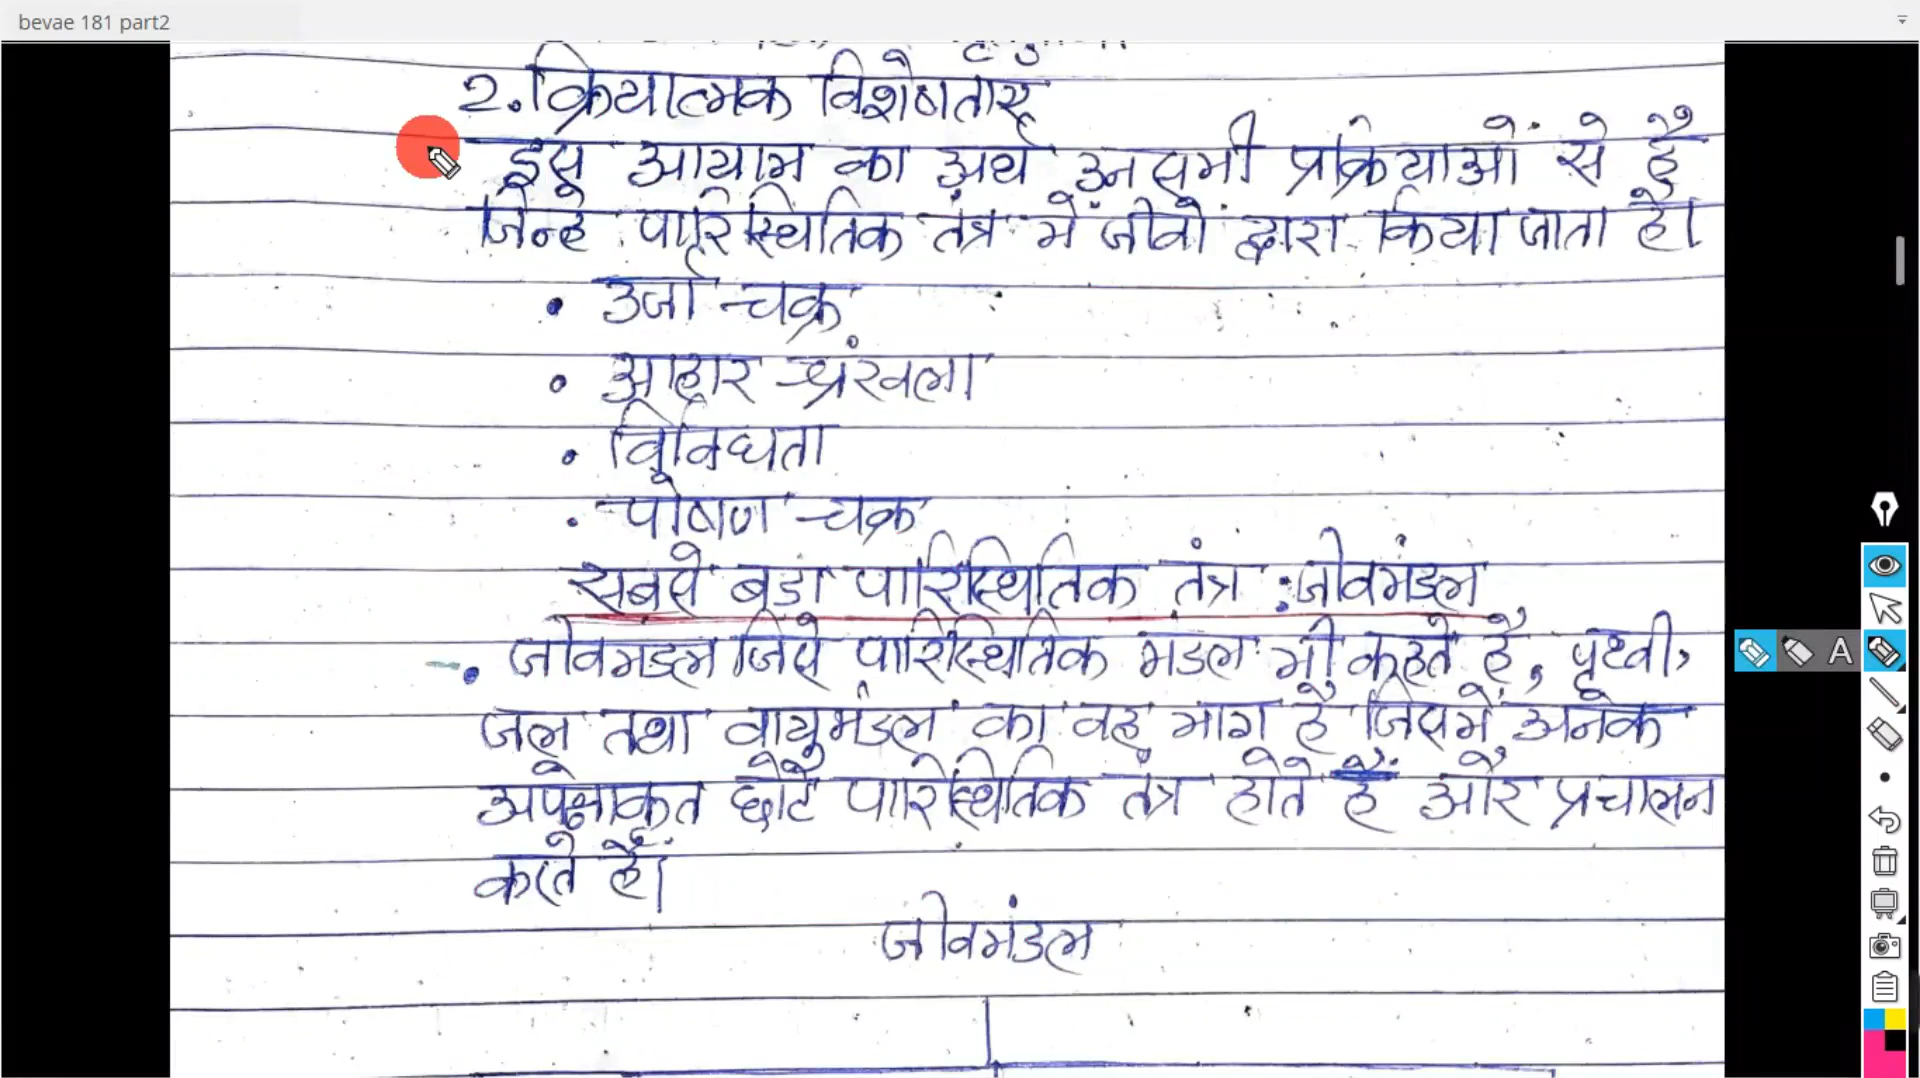 bevae 181 part2
2. क्रियात्मक विशेषताए
इस आयाम का अर्थ उन सभी प्रक्रियाओं से है
जिन्हे पारिस्थितिक तंत्र में जीवों द्वारा किया जाता है।
• उर्जा चक्र
• आहार श्रंखला
• विविधता
• पोषण चक्र
सबसे बडा पारिस्थितिक तंत्र : जीवमंडल
• जीवमंडल जिसे पारिस्थितिक मंडल भी कहते है, पृथ्वी,
जल तथा वायुमंडल का वह भाग है जिसमें अनेक
अपेक्षाकृत छोटे पारिस्थितिक तंत्र होते हैं और प्रचालन
करते हैं।
जीवमंडल
A